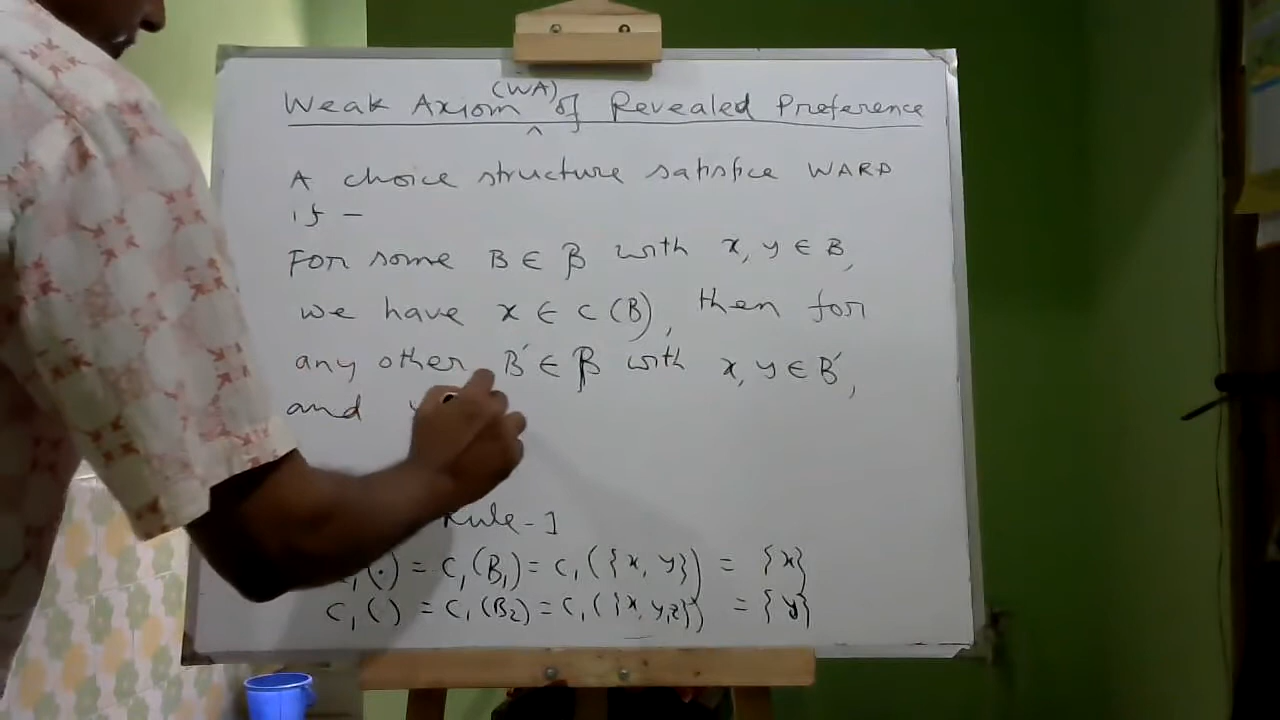 Weak Axiom (WA) of Revealed Preference
A choice structure satisfice WARP
if —
For some B ∈ β with x, y ∈ B,
we have x ∈ C (B), then for
any other B′ ∈ β with x, y ∈ B′,
and
Rule-1
C₁(·) = C₁(B₁) = C₁({x, y}) = {x}
C₁( ) = C₁(B₂) = C₁({x, y, z}) = {y}